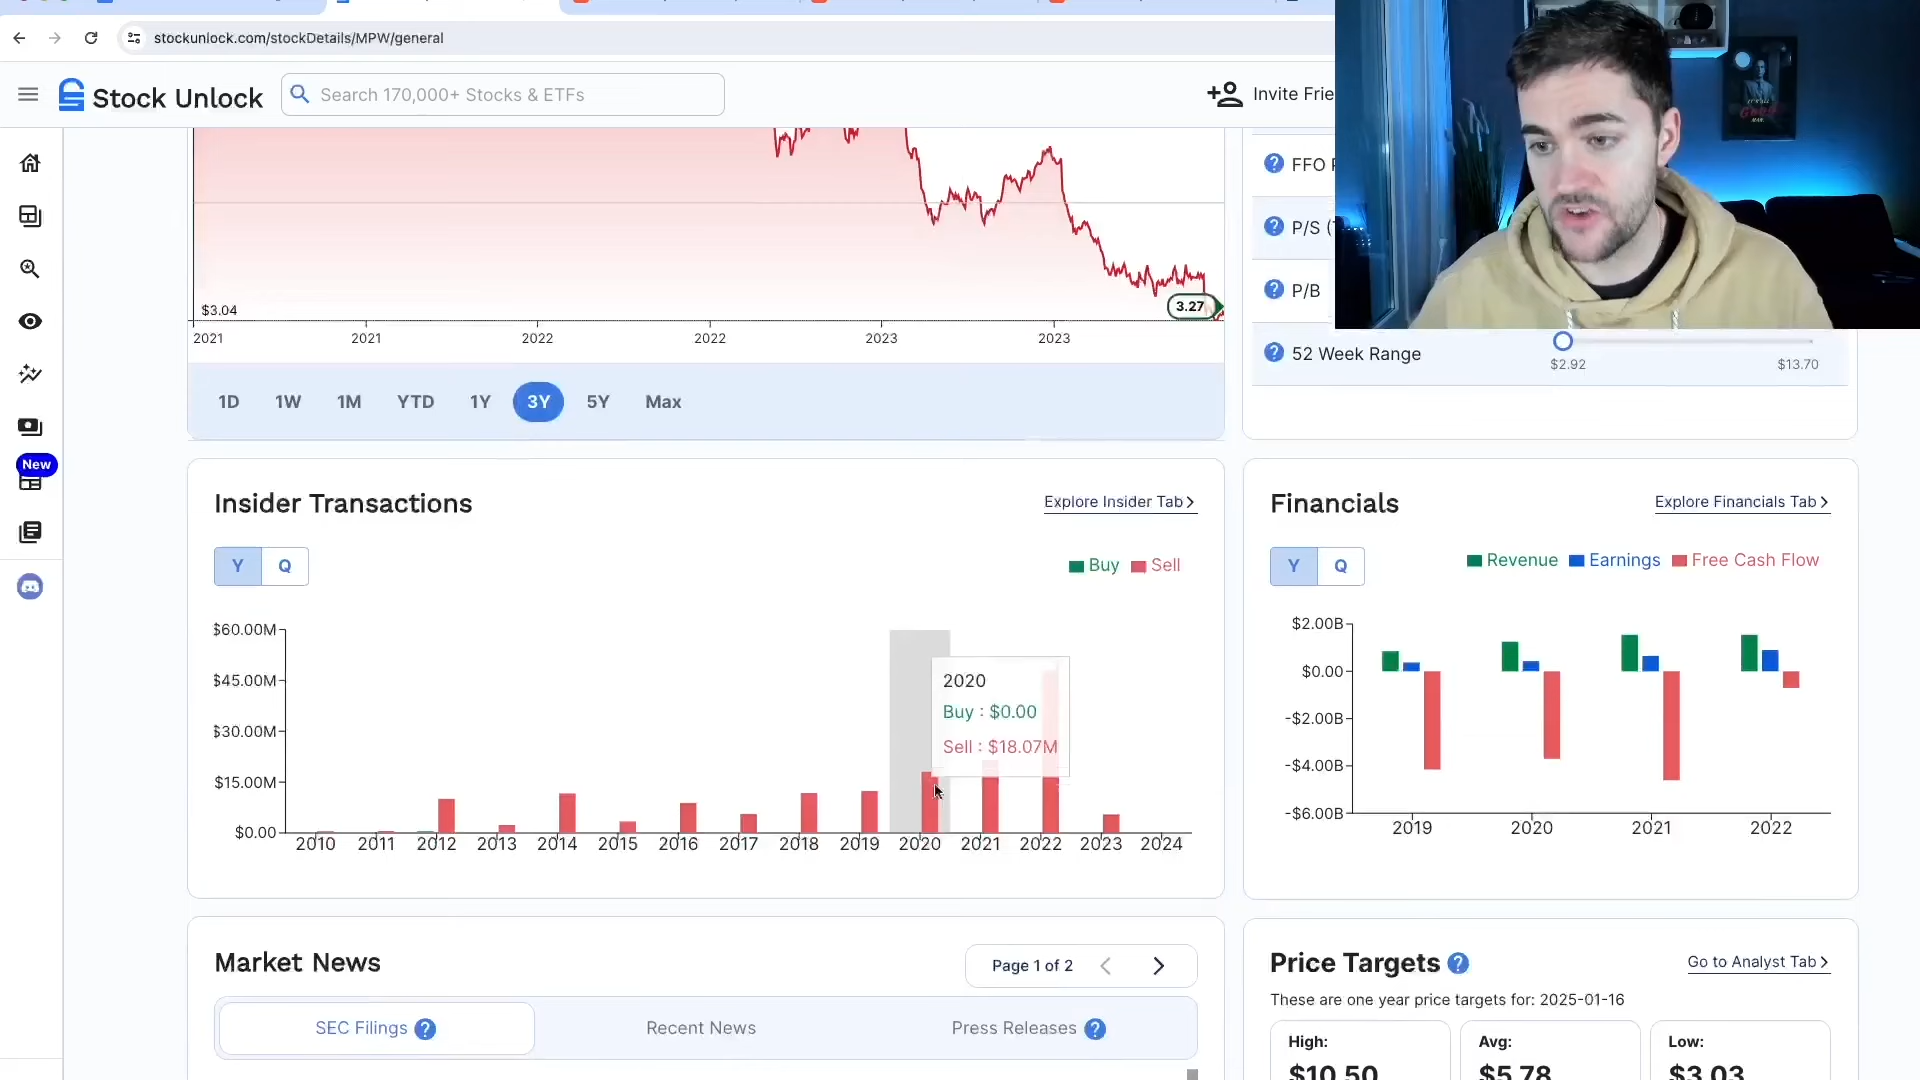 stockunlock.com/stockDetails/MPW/general
Stock Unlock
Search 170,000+ Stocks & ETFs
Invite Frie
FFO
P/S (
P/B
$3.04
3.27
2021 2021 2022 2022 2023 2023
52 Week Range
$2.92 $13.70
1D 1W 1M YTD 1Y 3Y 5Y Max
New
Insider Transactions
Explore Insider Tab >
Y Q
Buy Sell
$60.00M
$45.00M
$30.00M
$15.00M
$0.00
2020
Buy : $0.00
Sell : $18.07M
2010 2011 2012 2013 2014 2015 2016 2017 2018 2019 2020 2021 2022 2023 2024
Financials
Explore Financials Tab >
Y Q
Revenue Earnings Free Cash Flow
$2.00B
$0.00
-$2.00B
-$4.00B
-$6.00B
2019 2020 2021 2022
Market News
Page 1 of 2
SEC Filings ? Recent News Press Releases ?
Price Targets ?
Go to Analyst Tab >
These are one year price targets for: 2025-01-16
High: Avg: Low:
$10.50 $5.78 $3.03